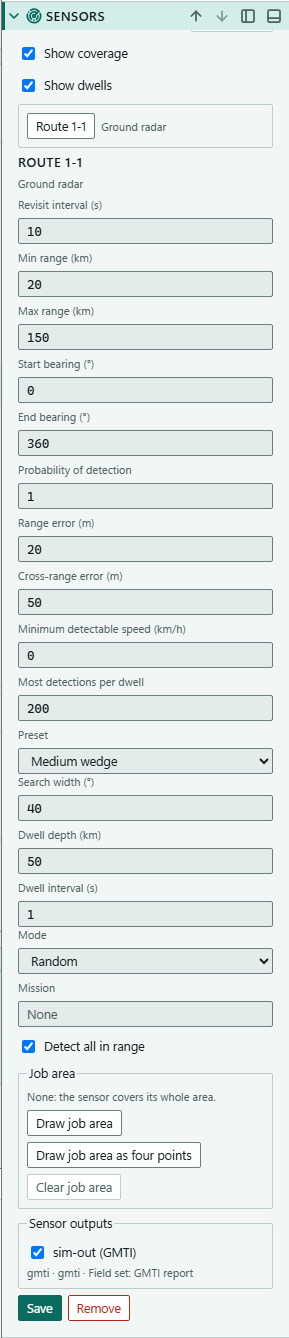 SENSORS
Show coverage
Show dwells
Route 1-1 Ground radar
ROUTE 1-1
Ground radar
Revisit interval (s)
10
Min range (km)
20
Max range (km)
150
Start bearing (°)
0
End bearing (°)
360
Probability of detection
1
Range error (m)
20
Cross-range error (m)
50
Minimum detectable speed (km/h)
0
Most detections per dwell
200
Preset
Medium wedge
Search width (°)
40
Dwell depth (km)
50
Dwell interval (s)
1
Mode
Random
Mission
None
Detect all in range
Job area
None: the sensor covers its whole area.
Draw job area
Draw job area as four points
Clear job area
Sensor outputs
sim-out (GMTI)
gmti · gmti · Field set: GMTI report
Save Remove